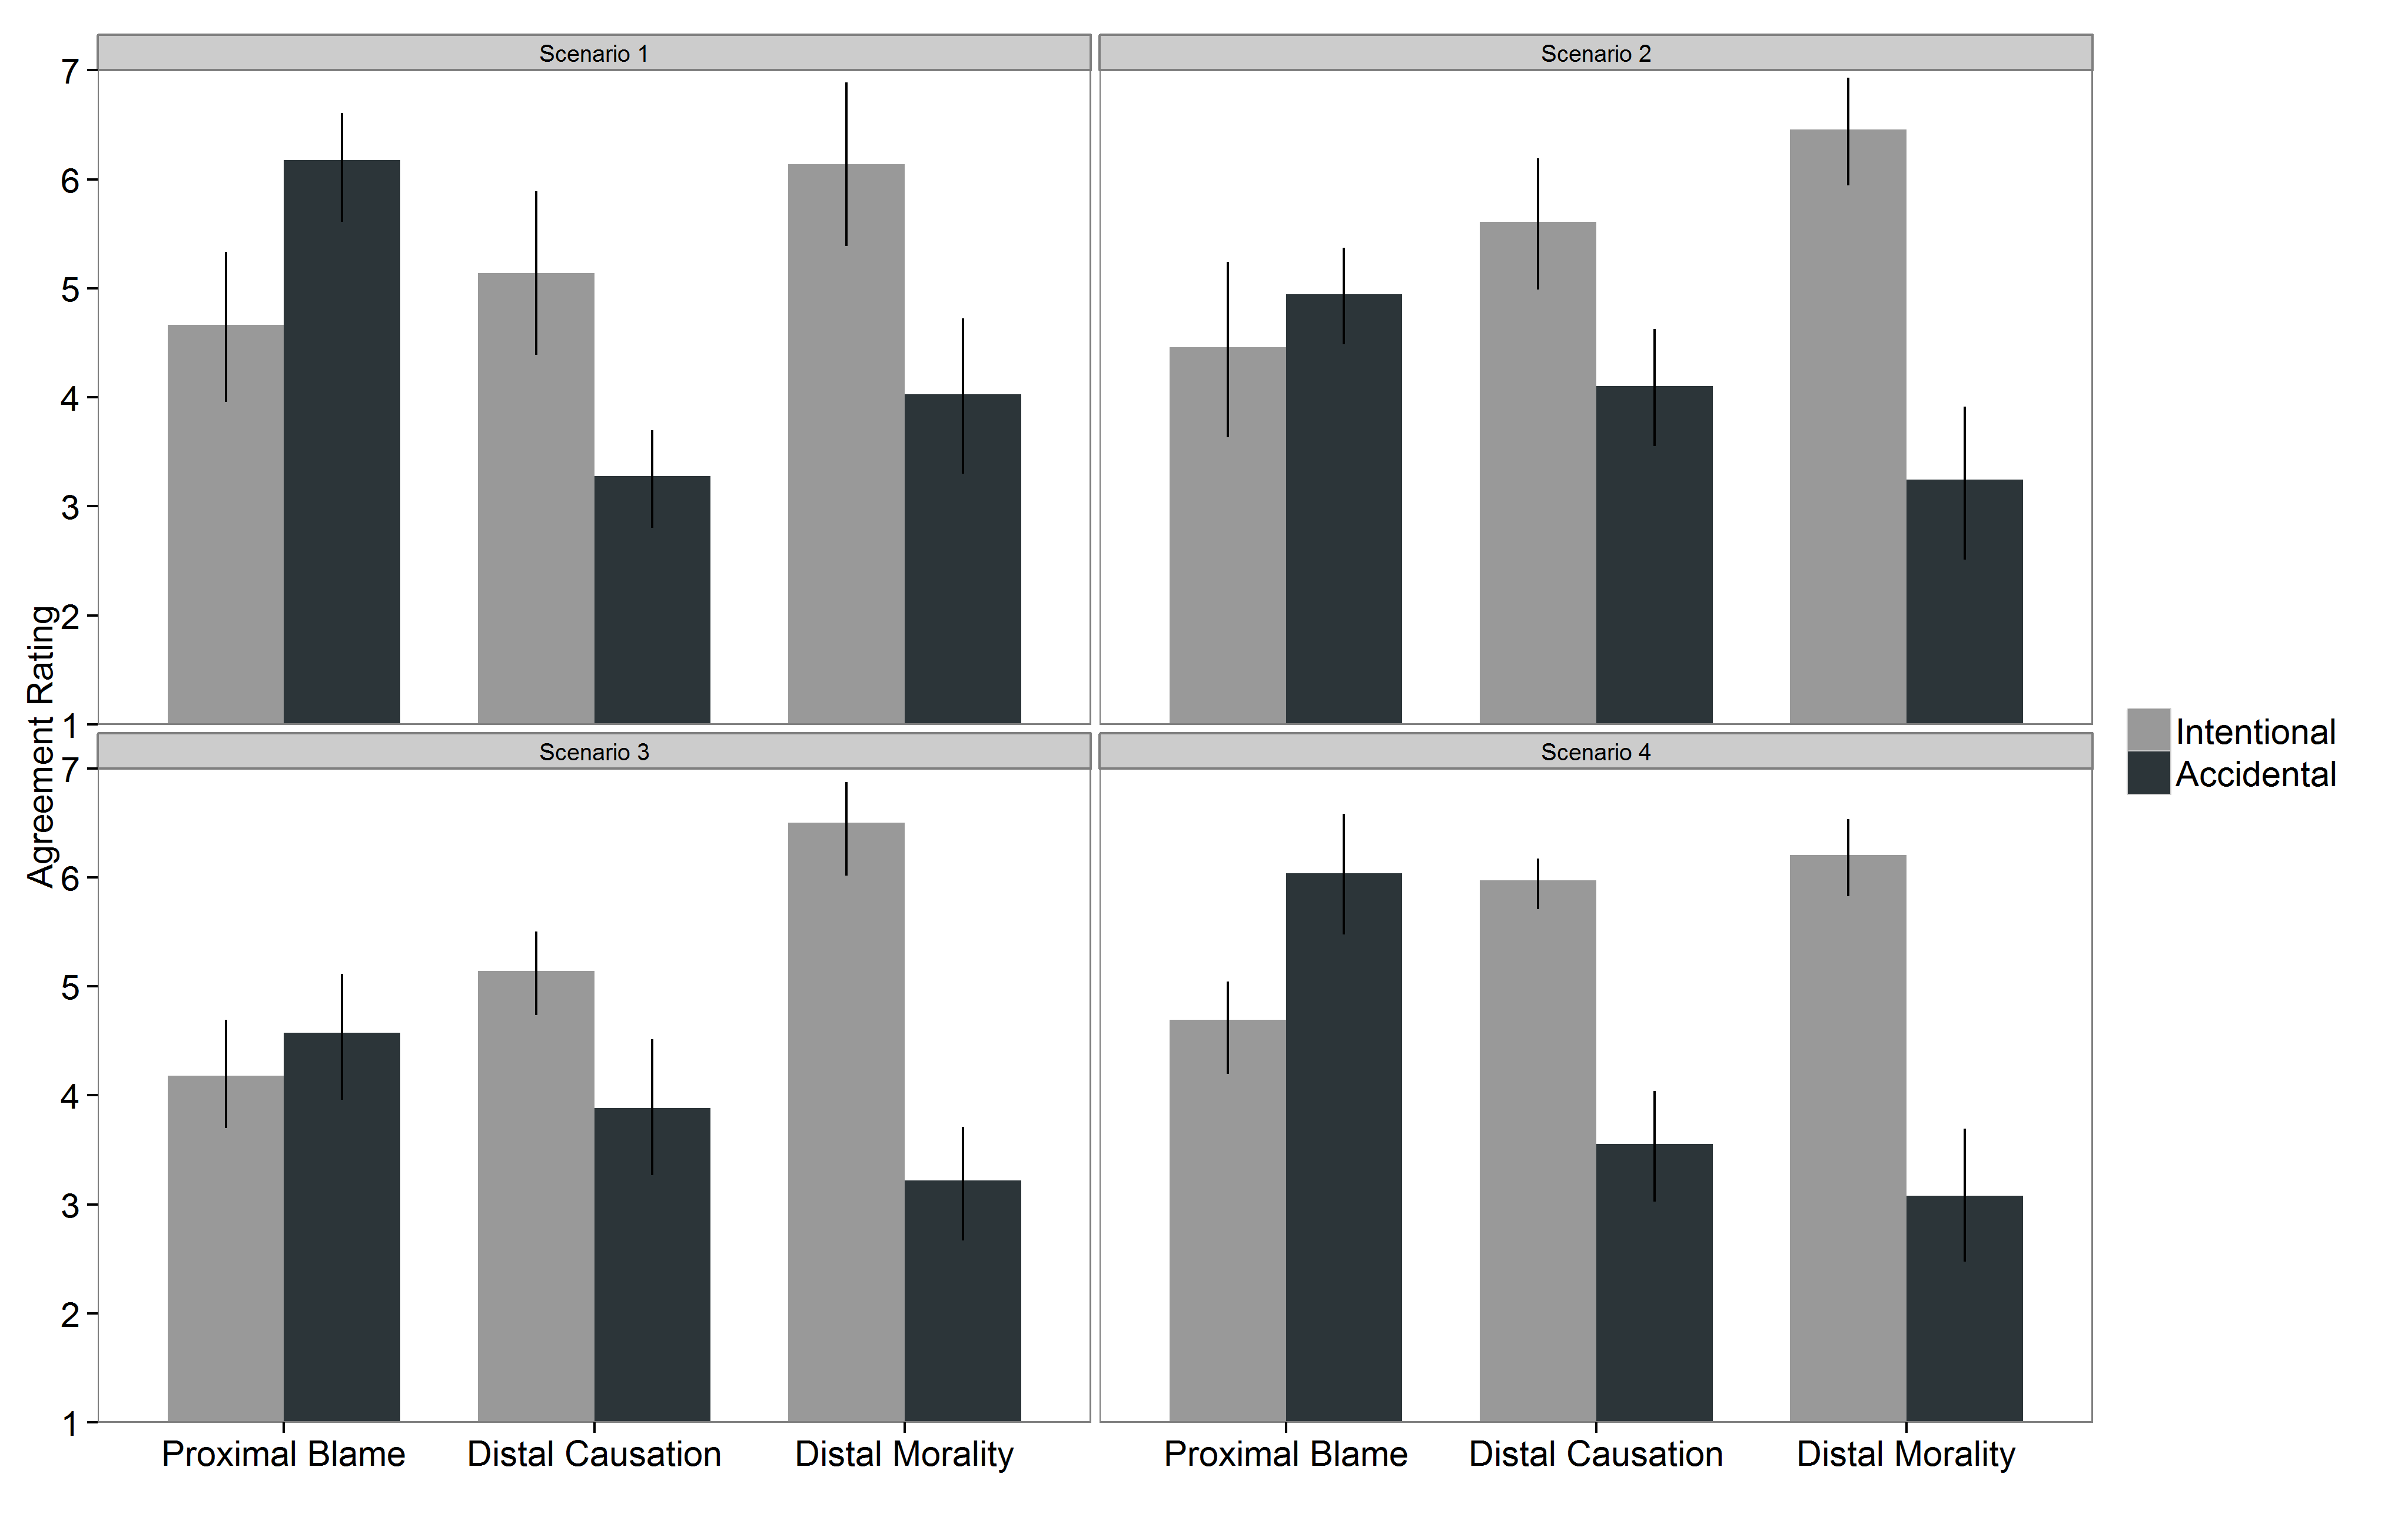 Scenario 1
Scenario 2
7
6
5
4
3
2
1
Agreement Rating
Scenario 3
Scenario 4
7
6
5
4
3
2
1
Proximal Blame Distal Causation Distal Morality
Proximal Blame Distal Causation Distal Morality
Intentional
Accidental